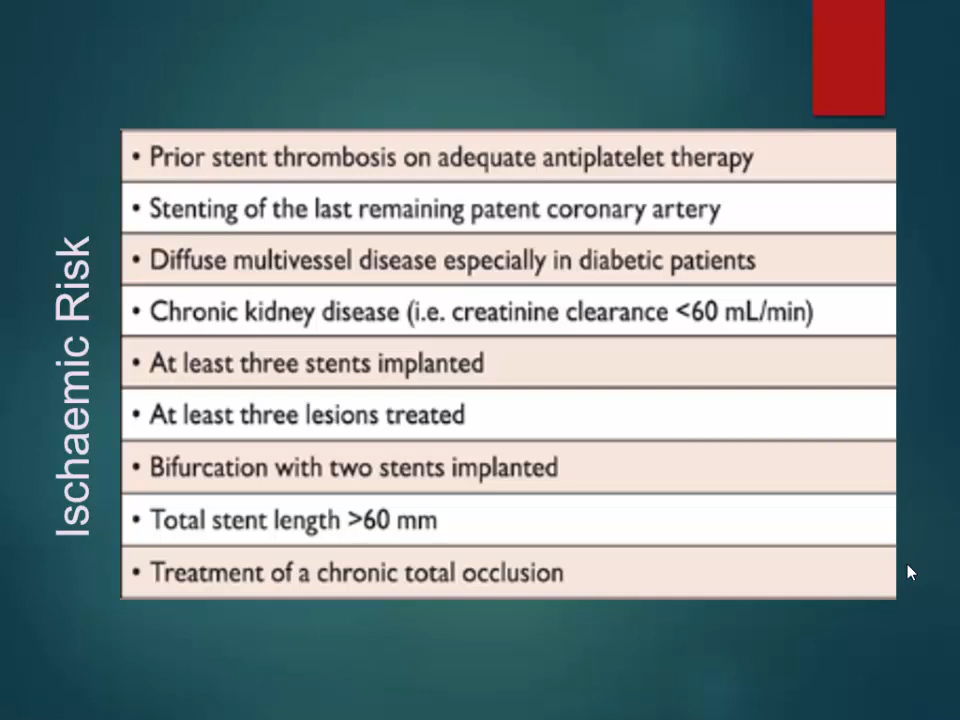 Ischaemic Risk
• Prior stent thrombosis on adequate antiplatelet therapy
• Stenting of the last remaining patent coronary artery
• Diffuse multivessel disease especially in diabetic patients
• Chronic kidney disease (i.e. creatinine clearance <60 mL/min)
• At least three stents implanted
• At least three lesions treated
• Bifurcation with two stents implanted
• Total stent length >60 mm
• Treatment of a chronic total occlusion